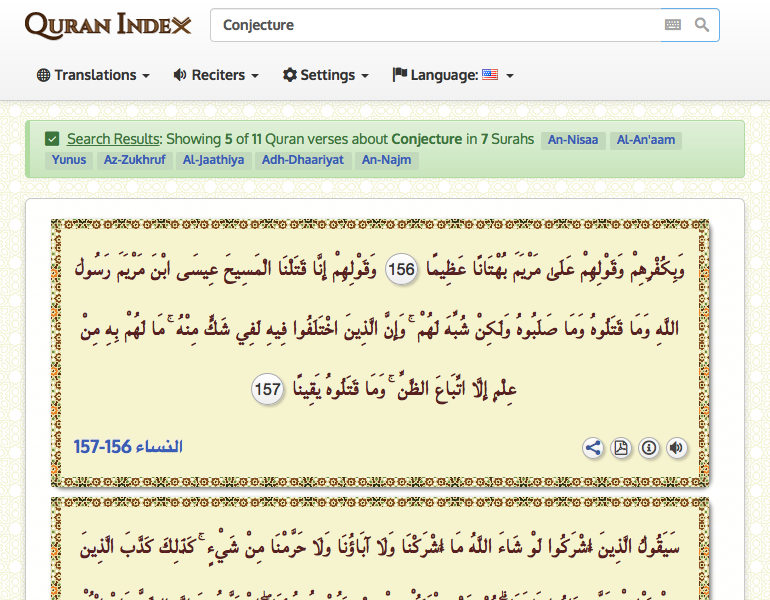 QURAN INDEX
Conjecture
Translations Reciters Settings Language:
Search Results: Showing 5 of 11 Quran verses about Conjecture in 7 Surahs An-Nisaa Al-An'aam
Yunus Az-Zukhruf Al-Jaathiya Adh-Dhaariyat An-Najm
وَبِكُفْرِهِمْ وَقَوْلِهِمْ عَلَىٰ مَرْيَمَ بُهْتَانًا عَظِيمًا 156 وَقَوْلِهِمْ إِنَّا قَتَلْنَا الْمَسِيحَ عِيسَى ابْنَ مَرْيَمَ رَسُولَ
اللَّهِ وَمَا قَتَلُوهُ وَمَا صَلَبُوهُ وَلَٰكِنْ شُبِّهَ لَهُمْ ۚ وَإِنَّ الَّذِينَ اخْتَلَفُوا فِيهِ لَفِي شَكٍّ مِنْهُ ۚ مَا لَهُمْ بِهِ مِنْ
عِلْمٍ إِلَّا اتِّبَاعَ الظَّنِّ ۚ وَمَا قَتَلُوهُ يَقِينًا 157
النساء 156-157
سَيَقُولُ الَّذِينَ أَشْرَكُوا لَوْ شَاءَ اللَّهُ مَا أَشْرَكْنَا وَلَا آبَاؤُنَا وَلَا حَرَّمْنَا مِنْ شَيْءٍ ۚ كَذَٰلِكَ كَذَّبَ الَّذِينَ